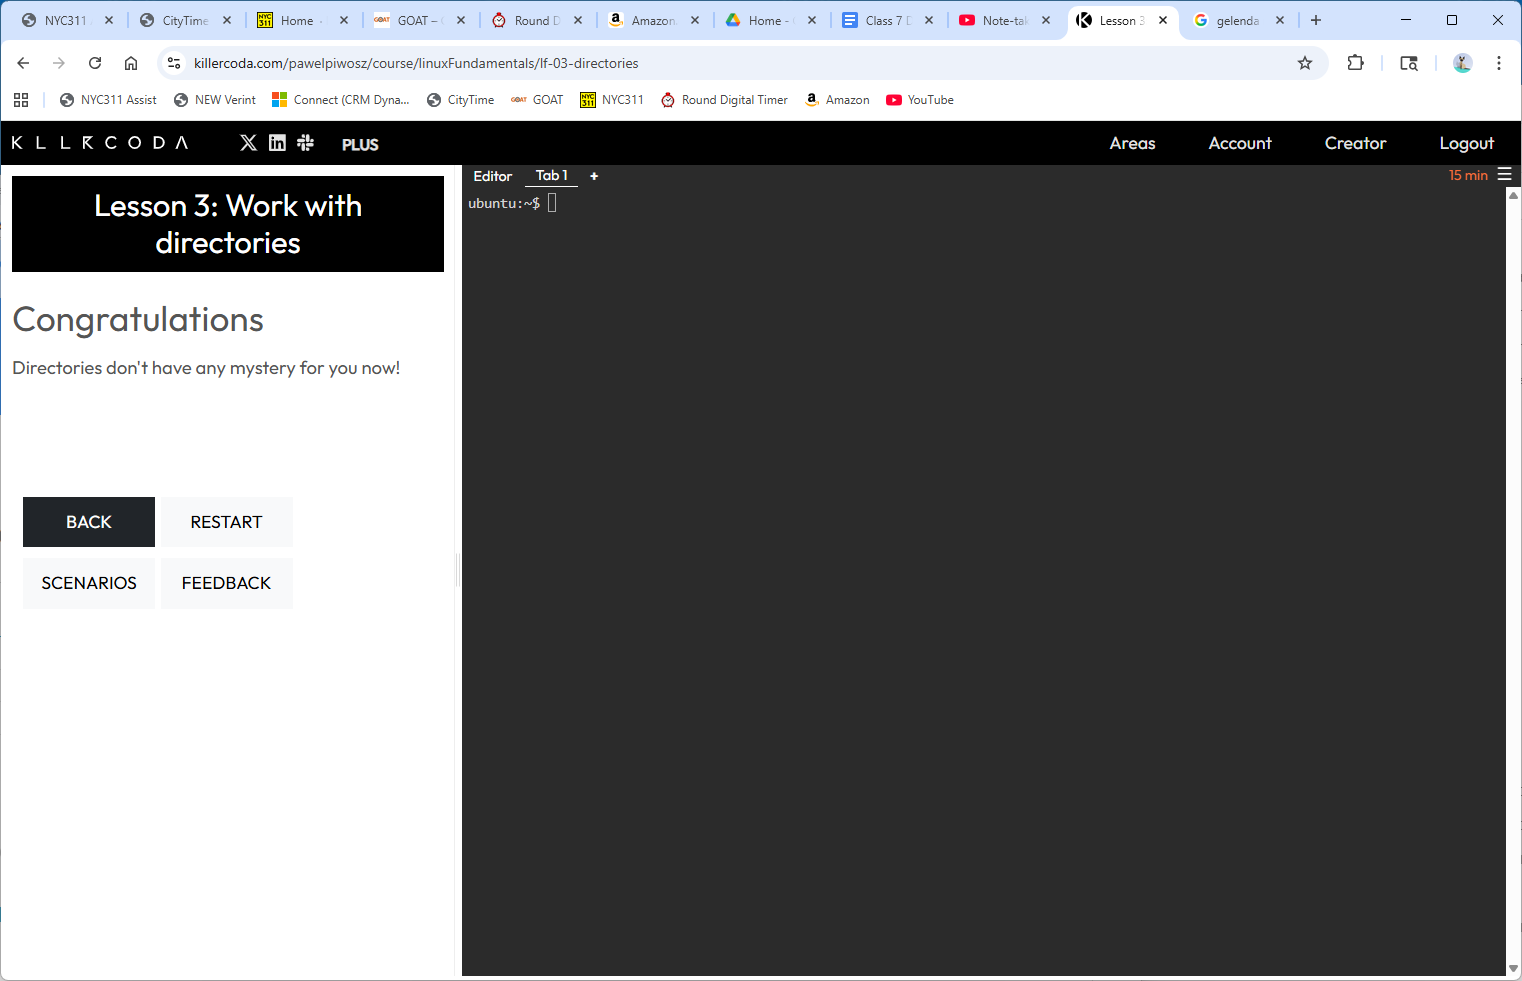 NYC311
CityTime
Home -
GOAT –
Round D
Amazon.
Home -
Class 7 D
Note-tak
Lesson 3
gelenda
killercoda.com/pawelpiwosz/course/linuxFundamentals/lf-03-directories
NYC311 Assist
NEW Verint
Connect (CRM Dyna...
CityTime
GOAT
GOAT
NYC
311
NYC311
Round Digital Timer
Amazon
YouTube
KILLERCODA
PLUS
Areas
Account
Creator
Logout
Lesson 3: Work with
directories
Editor
Tab 1
+
15 min
ubuntu:~$
Congratulations
Directories don't have any mystery for you now!
BACK
RESTART
SCENARIOS
FEEDBACK